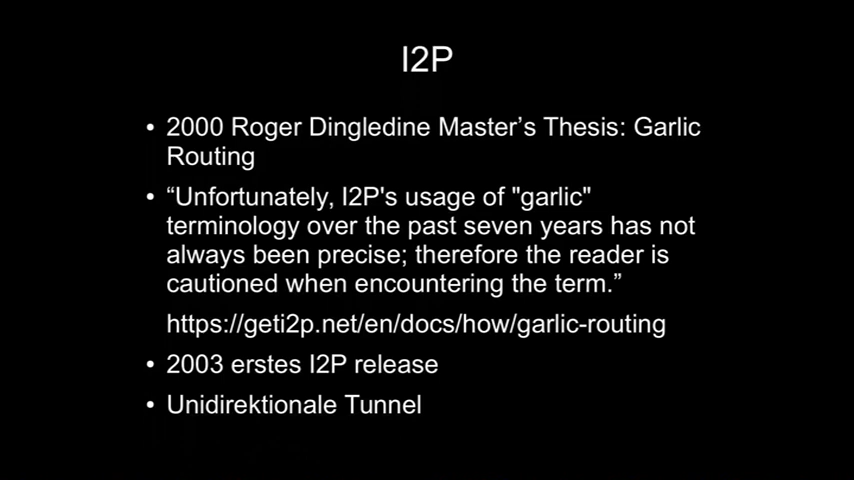 I2P
• 2000 Roger Dingledine Master’s Thesis: Garlic
Routing
• “Unfortunately, I2P's usage of "garlic"
terminology over the past seven years has not
always been precise; therefore the reader is
cautioned when encountering the term.”
https://geti2p.net/en/docs/how/garlic-routing
• 2003 erstes I2P release
• Unidirektionale Tunnel